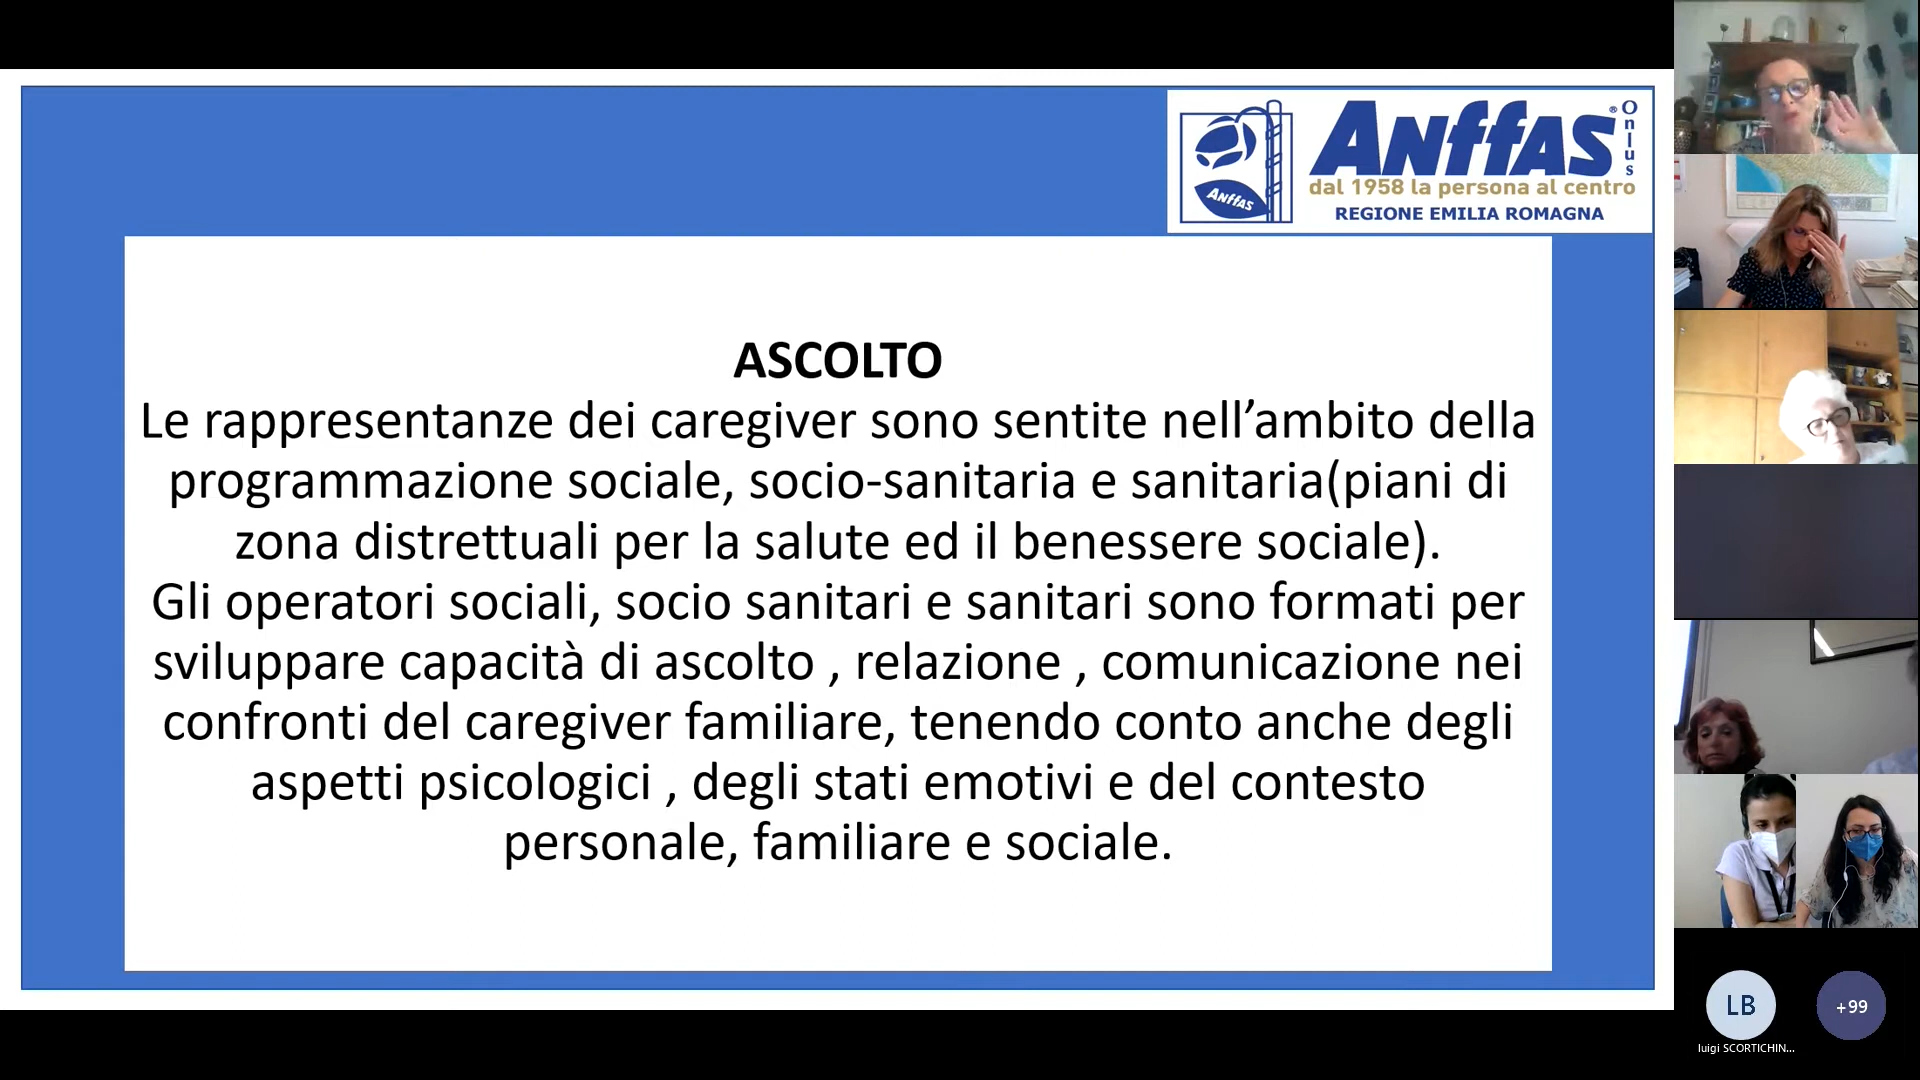 Anffas® Onlus
dal 1958 la persona al centro
REGIONE EMILIA ROMAGNA
Anffas
ASCOLTO
Le rappresentanze dei caregiver sono sentite nell’ambito della
programmazione sociale, socio-sanitaria e sanitaria(piani di
zona distrettuali per la salute ed il benessere sociale).
Gli operatori sociali, socio sanitari e sanitari sono formati per
sviluppare capacità di ascolto , relazione , comunicazione nei
confronti del caregiver familiare, tenendo conto anche degli
aspetti psicologici , degli stati emotivi e del contesto
personale, familiare e sociale.
LB
+99
luigi SCORTICHIN...